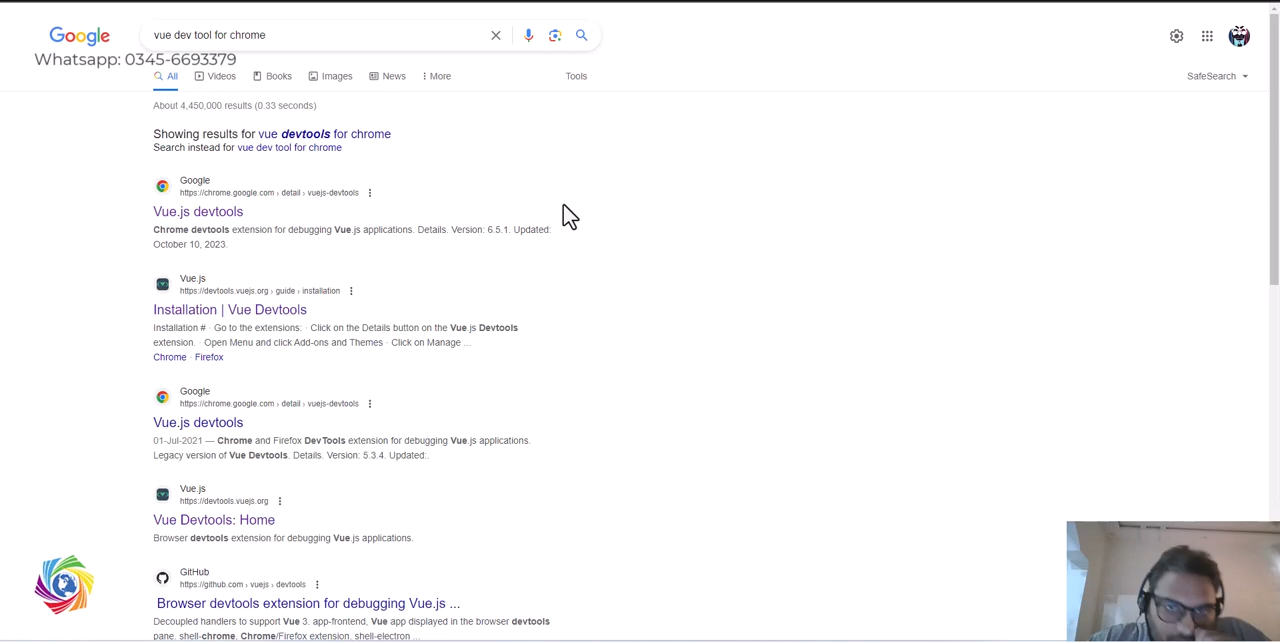 Google
vue dev tool for chrome
Whatsapp: 0345-6693379
All Videos Books Images News More Tools SafeSearch
About 4,450,000 results (0.33 seconds)
Showing results for vue devtools for chrome
Search instead for vue dev tool for chrome
Google
https://chrome.google.com › detail › vuejs-devtools
Vue.js devtools
Chrome devtools extension for debugging Vue.js applications. Details. Version: 6.5.1. Updated:
October 10, 2023.
Vue.js
https://devtools.vuejs.org › guide › installation
Installation | Vue Devtools
Installation # · Go to the extensions: · Click on the Details button on the Vue.js Devtools
extension. · Open Menu and click Add-ons and Themes · Click on Manage ...
Chrome · Firefox
Google
https://chrome.google.com › detail › vuejs-devtools
Vue.js devtools
01-Jul-2021 — Chrome and Firefox DevTools extension for debugging Vue.js applications.
Legacy version of Vue Devtools. Details. Version: 5.3.4. Updated:.
Vue.js
https://devtools.vuejs.org
Vue Devtools: Home
Browser devtools extension for debugging Vue.js applications.
GitHub
https://github.com › vuejs › devtools
Browser devtools extension for debugging Vue.js ...
Decoupled handlers to support Vue 3. app-frontend, Vue app displayed in the browser devtools
pane. shell-chrome, Chrome/Firefox extension. shell-electron ...